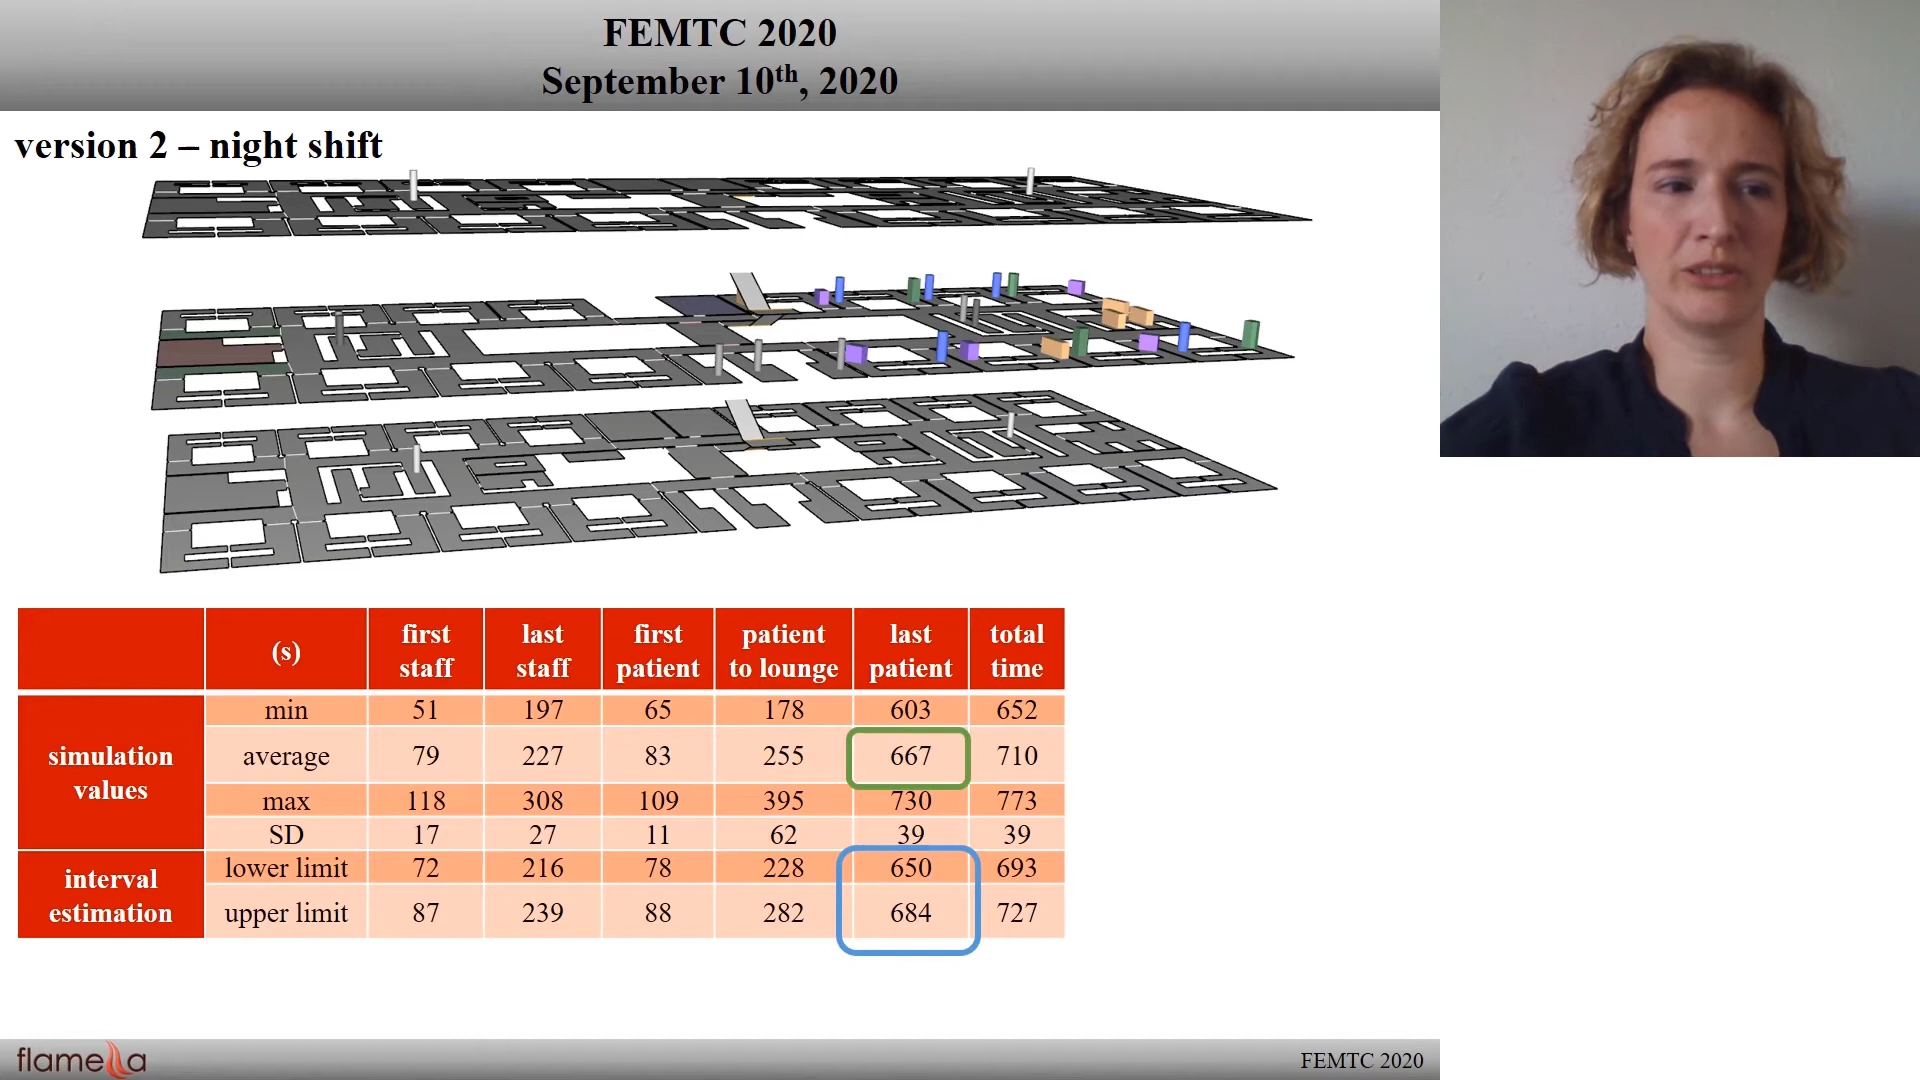 FEMTC 2020
September 10th, 2020
version 2 – night shift
(s) first staff last staff first patient patient to lounge last patient total time
simulation values
min 51 197 65 178 603 652
average 79 227 83 255 667 710
max 118 308 109 395 730 773
SD 17 27 11 62 39 39
interval estimation
lower limit 72 216 78 228 650 693
upper limit 87 239 88 282 684 727
flamella
FEMTC 2020